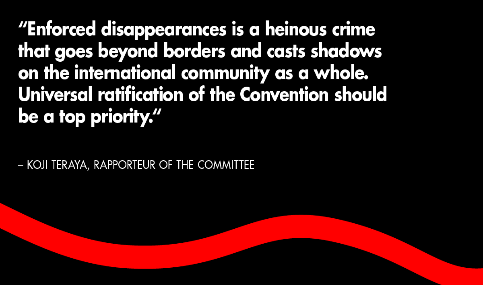 “Enforced disappearances is a heinous crime
that goes beyond borders and casts shadows
on the international community as a whole.
Universal ratification of the Convention should
be a top priority.“
– KOJI TERAYA, RAPPORTEUR OF THE COMMITTEE